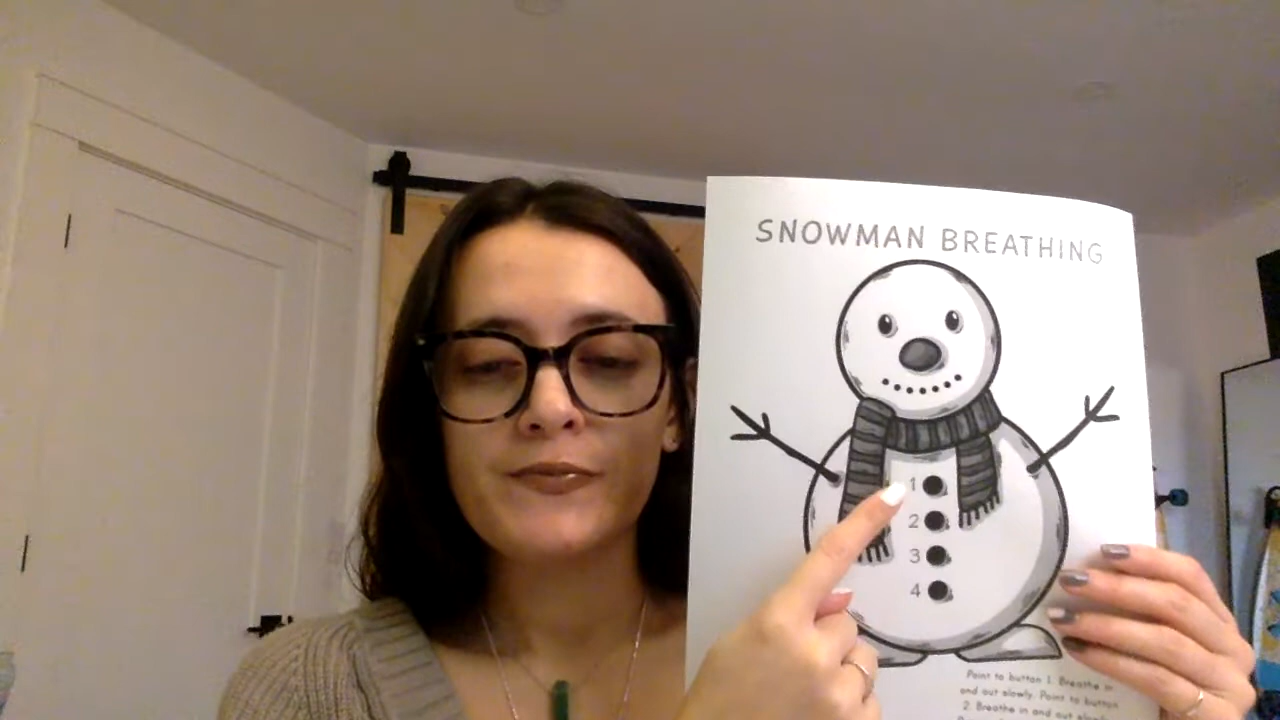 SNOWMAN BREATHING
1
2
3
4
Point to button 1. Breathe in
and out slowly. Point to button
2. Breathe in and out